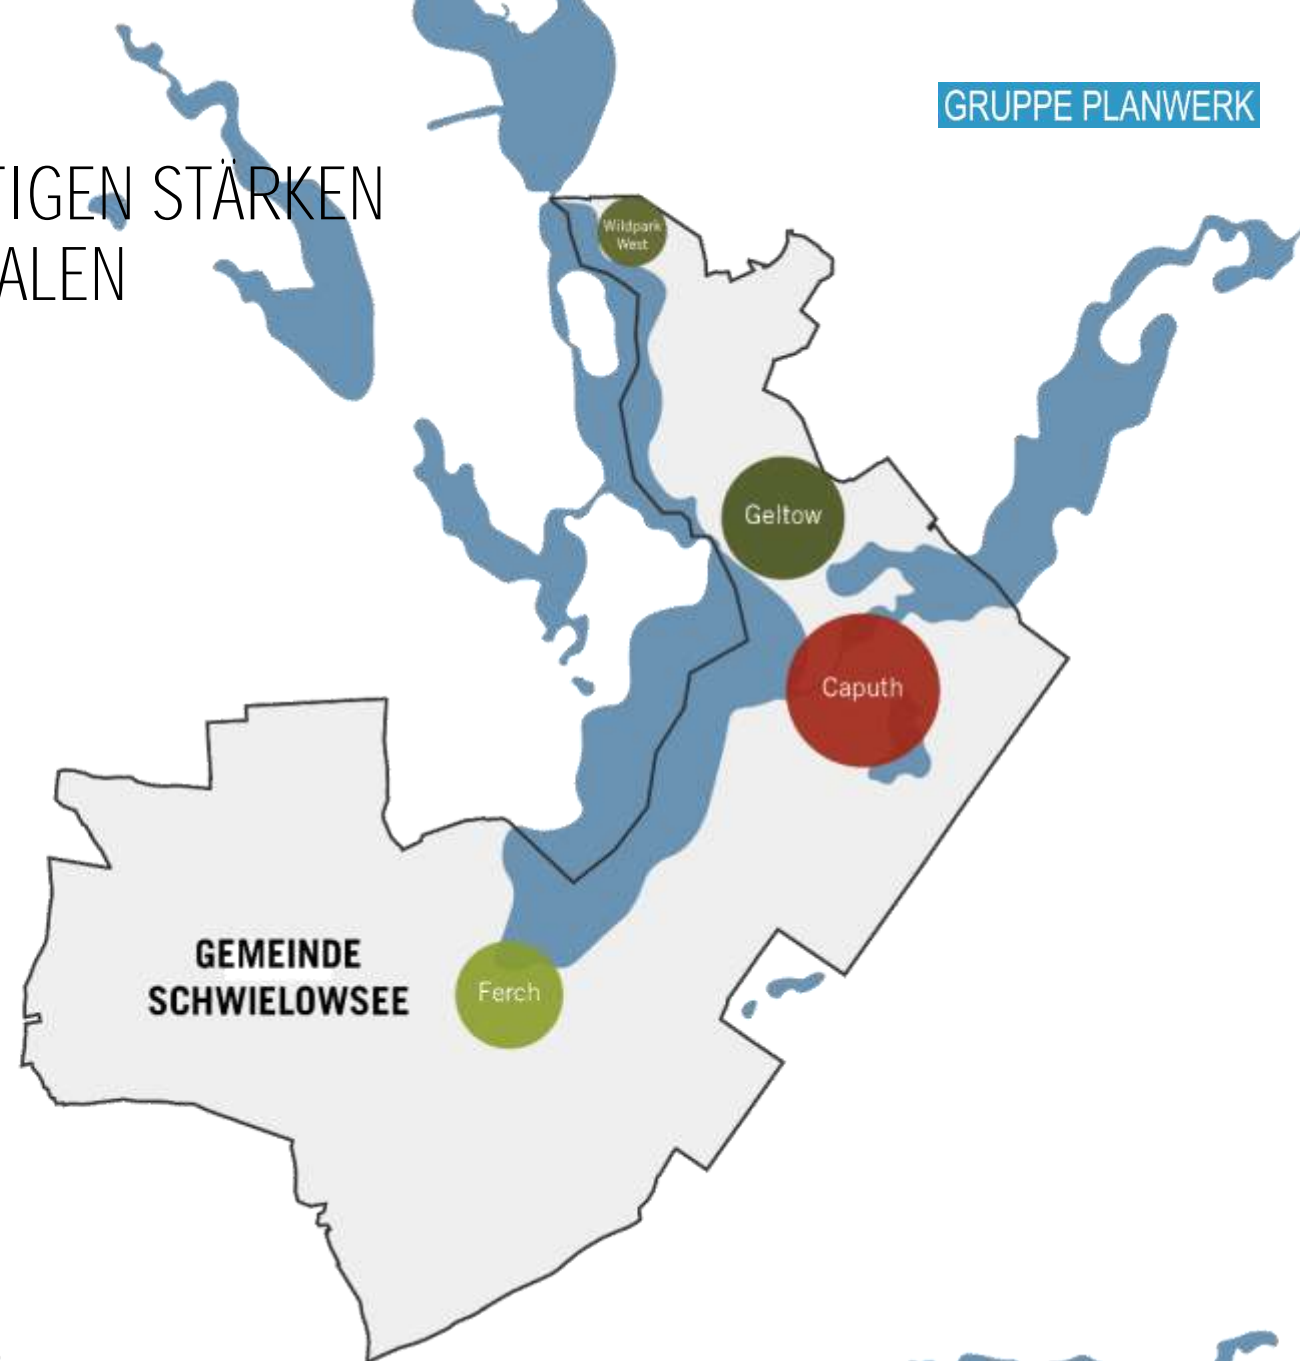 GRUPPE PLANWERK
TIGEN STÄRKEN
ALEN
Wildpark
West
Geltow
Caputh
GEMEINDE
SCHWIELOWSEE
Ferch